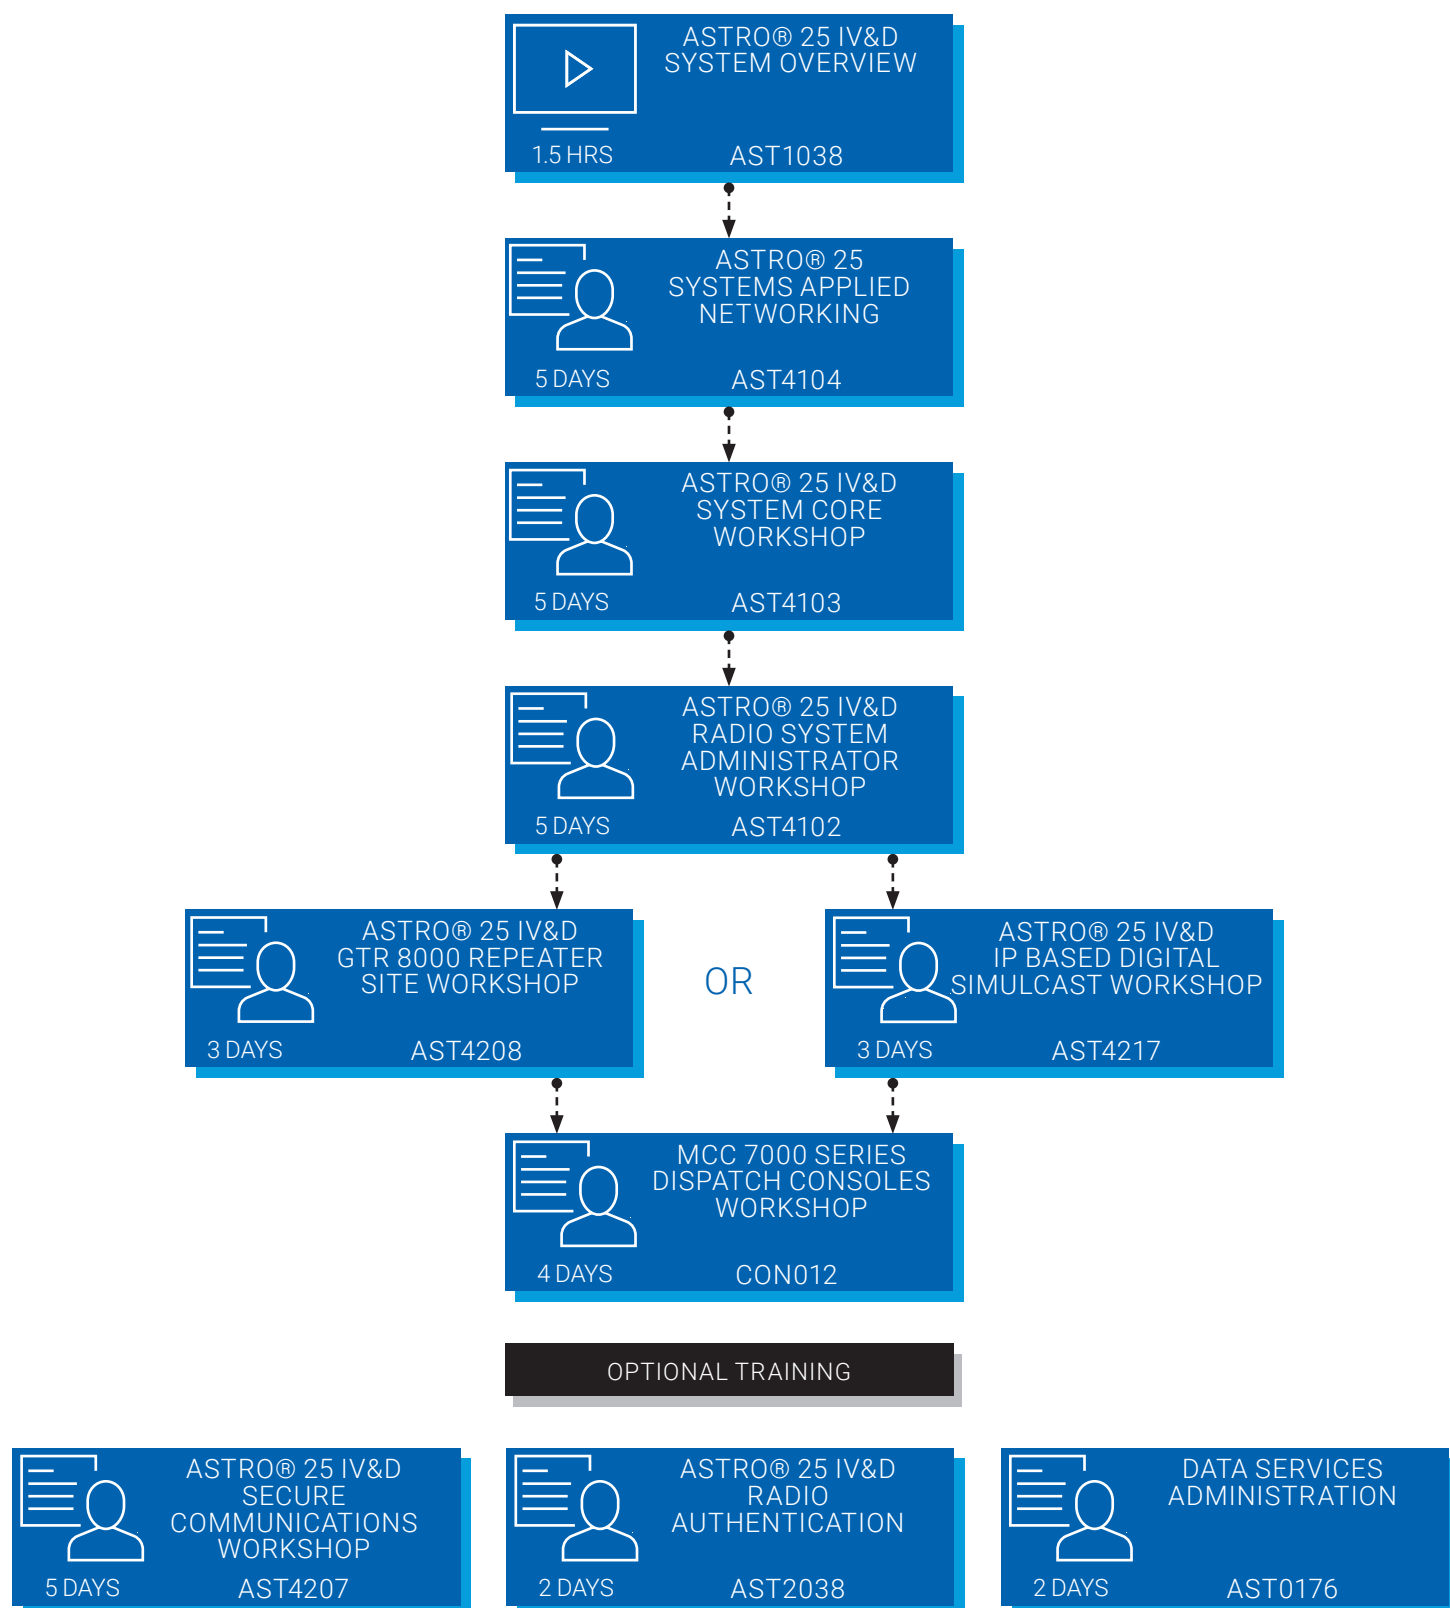 ASTRO® 25 IV&D
SYSTEM OVERVIEW
1.5 HRS
AST1038
ASTRO® 25
SYSTEMS APPLIED
NETWORKING
5 DAYS
AST4104
ASTRO® 25 IV&D
SYSTEM CORE
WORKSHOP
5 DAYS
AST4103
ASTRO® 25 IV&D
RADIO SYSTEM
ADMINISTRATOR
WORKSHOP
5 DAYS
AST4102
ASTRO® 25 IV&D
GTR 8000 REPEATER
SITE WORKSHOP
3 DAYS
AST4208
OR
ASTRO® 25 IV&D
IP BASED DIGITAL
SIMULCAST WORKSHOP
3 DAYS
AST4217
MCC 7000 SERIES
DISPATCH CONSOLES
WORKSHOP
4 DAYS
CON012
OPTIONAL TRAINING
ASTRO® 25 IV&D
SECURE
COMMUNICATIONS
WORKSHOP
5 DAYS
AST4207
ASTRO® 25 IV&D
RADIO
AUTHENTICATION
2 DAYS
AST2038
DATA SERVICES
ADMINISTRATION
2 DAYS
AST0176